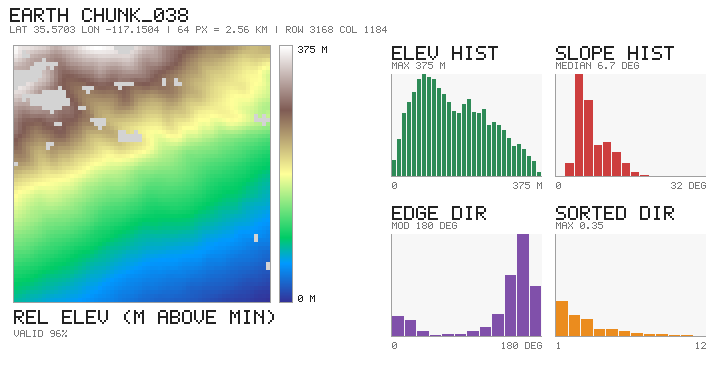 EARTH CHUNK_038
LAT 35.5703 LON -117.1504 | 64 PX = 2.56 KM | ROW 3168 COL 1184
375 M
0 M
REL ELEV (M ABOVE MIN)
VALID 96%
ELEV HIST
MAX 375 M
0 375 M
SLOPE HIST
MEDIAN 6.7 DEG
0 32 DEG
EDGE DIR
MOD 180 DEG
0 180 DEG
SORTED DIR
MAX 0.35
1 12